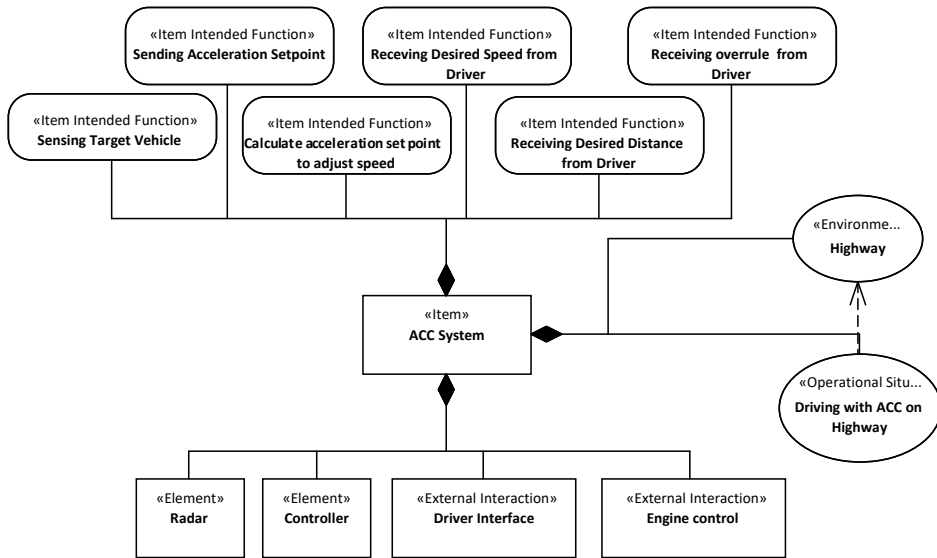 «Item Intended Function»
Sending Acceleration Setpoint
«Item Intended Function»
Receving Desired Speed from
Driver
«Item Intended Function»
Receiving overrule from
Driver
«Item Intended Function»
Sensing Target Vehicle
«Item Intended Function»
Calculate acceleration set point
to adjust speed
«Item Intended Function»
Receiving Desired Distance
from Driver
«Environme...
Highway
«Item»
ACC System
«Operational Situ...
Driving with ACC on
Highway
«Element»
Radar
«Element»
Controller
«External Interaction»
Driver Interface
«External Interaction»
Engine control